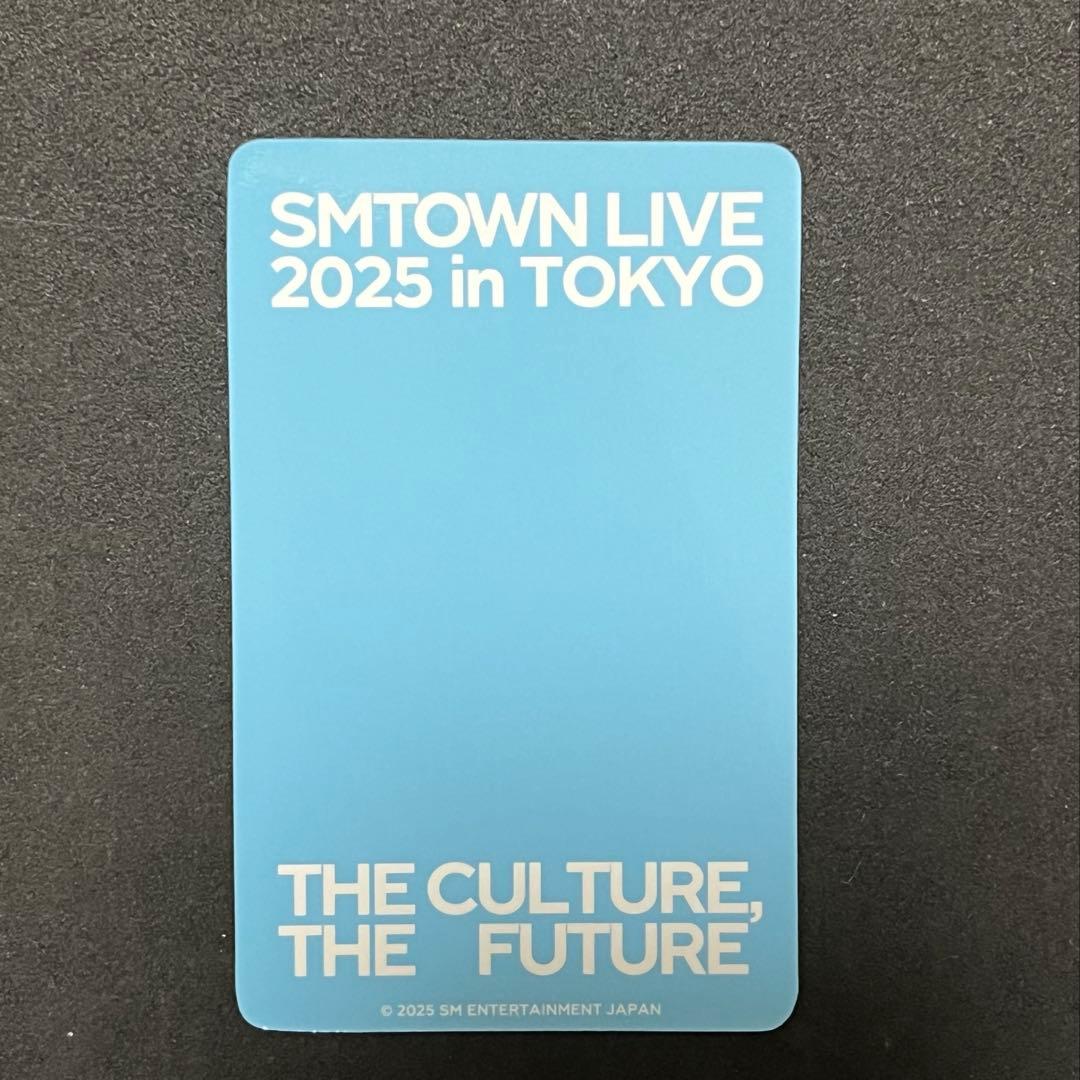 SMTOWN LIVE
2025 in TOKYO
THE CULTURE,
THE FUTURE
© 2025 SM ENTERTAINMENT JAPAN